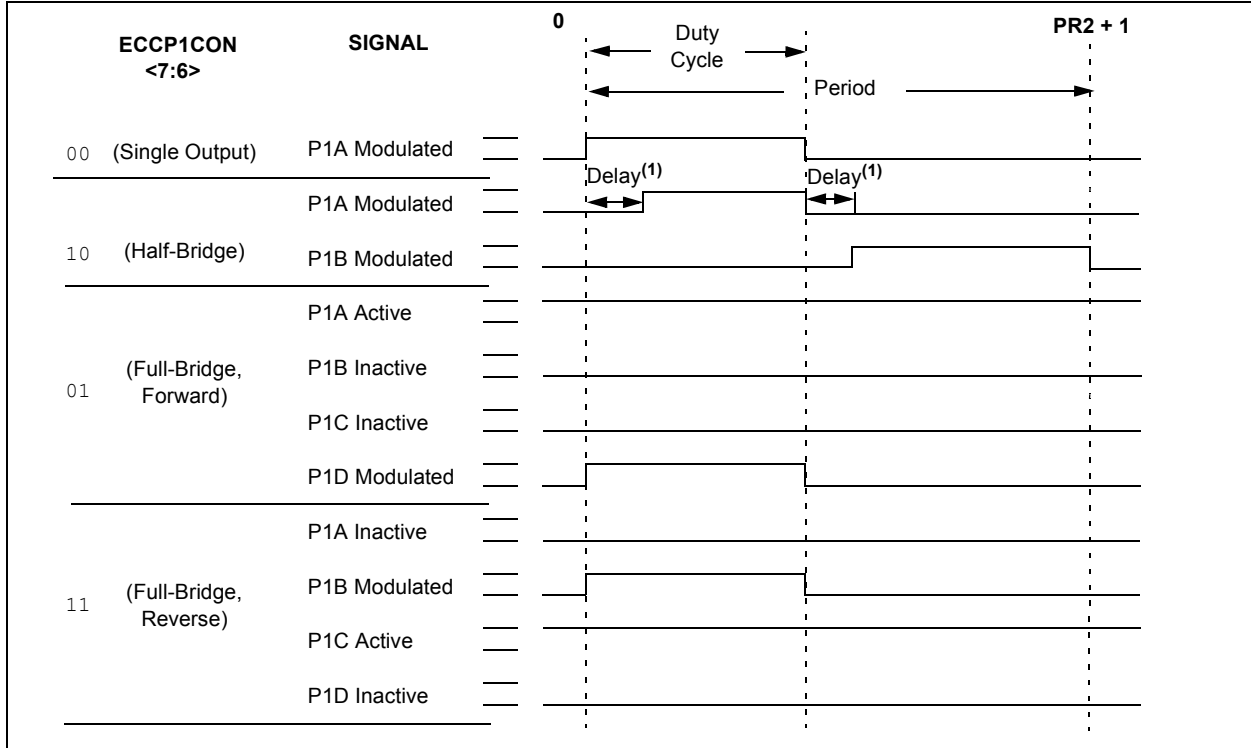 ECCP1CON
<7:6>
SIGNAL
0
PR2 + 1
Duty
Cycle
Period
00 (Single Output) P1A Modulated
Delay(1)
Delay(1)
P1A Modulated
10 (Half-Bridge) P1B Modulated
P1A Active
P1B Inactive
01 (Full-Bridge,
Forward)
P1C Inactive
P1D Modulated
P1A Inactive
P1B Modulated
11 (Full-Bridge,
Reverse)
P1C Active
P1D Inactive